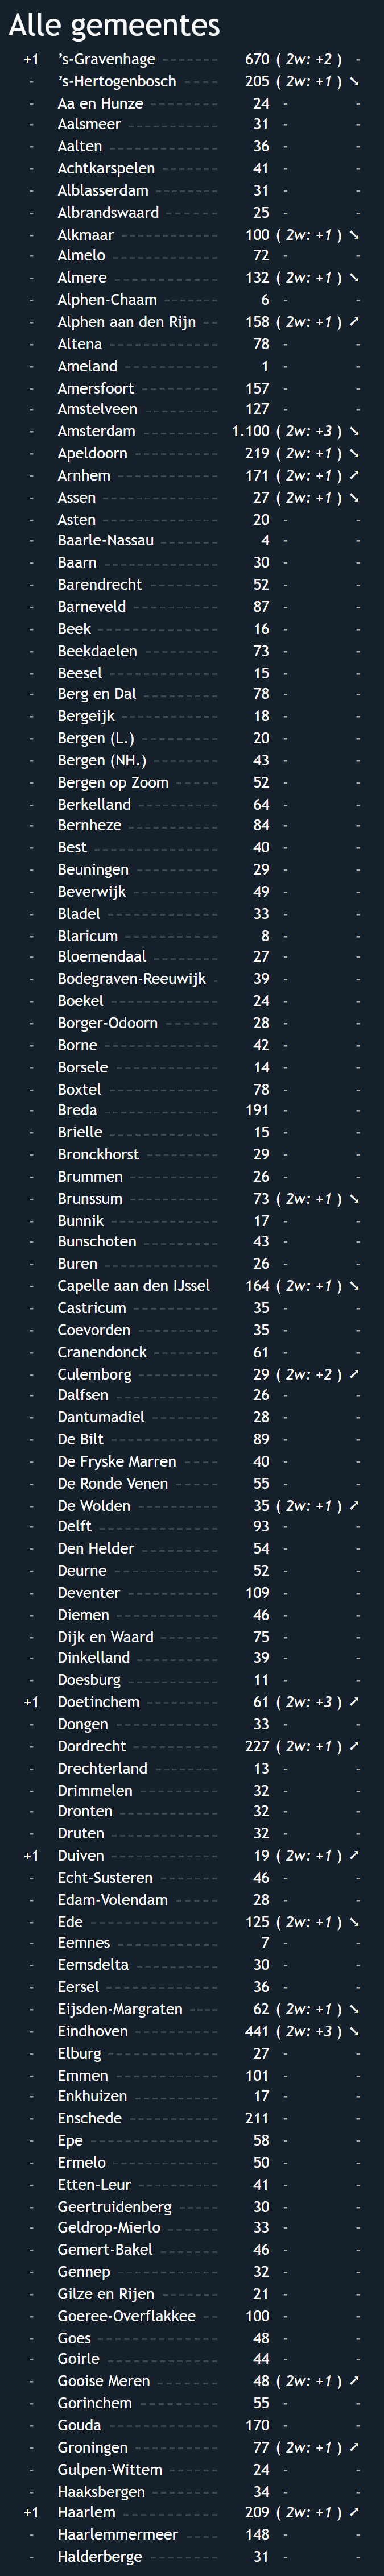 Alle gemeentes
+1 ’s-Gravenhage 670 ( 2w: +2 ) -
- ’s-Hertogenbosch 205 ( 2w: +1 ) ↘
- Aa en Hunze 24 - -
- Aalsmeer 31 - -
- Aalten 36 - -
- Achtkarspelen 41 - -
- Alblasserdam 31 - -
- Albrandswaard 25 - -
- Alkmaar 100 ( 2w: +1 ) ↘
- Almelo 72 - -
- Almere 132 ( 2w: +1 ) ↘
- Alphen-Chaam 6 - -
- Alphen aan den Rijn 158 ( 2w: +1 ) ↗
- Altena 78 - -
- Ameland 1 - -
- Amersfoort 157 - -
- Amstelveen 127 - -
- Amsterdam 1.100 ( 2w: +3 ) ↘
- Apeldoorn 219 ( 2w: +1 ) ↘
- Arnhem 171 ( 2w: +1 ) ↗
- Assen 27 ( 2w: +1 ) ↘
- Asten 20 - -
- Baarle-Nassau 4 - -
- Baarn 30 - -
- Barendrecht 52 - -
- Barneveld 87 - -
- Beek 16 - -
- Beekdaelen 73 - -
- Beesel 15 - -
- Berg en Dal 78 - -
- Bergeijk 18 - -
- Bergen (L.) 20 - -
- Bergen (NH.) 43 - -
- Bergen op Zoom 52 - -
- Berkelland 64 - -
- Bernheze 84 - -
- Best 40 - -
- Beuningen 29 - -
- Beverwijk 49 - -
- Bladel 33 - -
- Blaricum 8 - -
- Bloemendaal 27 - -
- Bodegraven-Reeuwijk 39 - -
- Boekel 24 - -
- Borger-Odoorn 28 - -
- Borne 42 - -
- Borsele 14 - -
- Boxtel 78 - -
- Breda 191 - -
- Brielle 15 - -
- Bronckhorst 29 - -
- Brummen 26 - -
- Brunssum 73 ( 2w: +1 ) ↘
- Bunnik 17 - -
- Bunschoten 43 - -
- Buren 26 - -
- Capelle aan den IJssel 164 ( 2w: +1 ) ↘
- Castricum 35 - -
- Coevorden 35 - -
- Cranendonck 61 - -
- Culemborg 29 ( 2w: +2 ) ↗
- Dalfsen 26 - -
- Dantumadiel 28 - -
- De Bilt 89 - -
- De Fryske Marren 40 - -
- De Ronde Venen 55 - -
- De Wolden 35 ( 2w: +1 ) ↗
- Delft 93 - -
- Den Helder 54 - -
- Deurne 52 - -
- Deventer 109 - -
- Diemen 46 - -
- Dijk en Waard 75 - -
- Dinkelland 39 - -
- Doesburg 11 - -
+1 Doetinchem 61 ( 2w: +3 ) ↗
- Dongen 33 - -
- Dordrecht 227 ( 2w: +1 ) ↗
- Drechterland 13 - -
- Drimmelen 32 - -
- Dronten 32 - -
- Druten 32 - -
+1 Duiven 19 ( 2w: +1 ) ↗
- Echt-Susteren 46 - -
- Edam-Volendam 28 - -
- Ede 125 ( 2w: +1 ) ↘
- Eemnes 7 - -
- Eemsdelta 30 - -
- Eersel 36 - -
- Eijsden-Margraten 62 ( 2w: +1 ) ↘
- Eindhoven 441 ( 2w: +3 ) ↘
- Elburg 27 - -
- Emmen 101 - -
- Enkhuizen 17 - -
- Enschede 211 - -
- Epe 58 - -
- Ermelo 50 - -
- Etten-Leur 41 - -
- Geertruidenberg 30 - -
- Geldrop-Mierlo 33 - -
- Gemert-Bakel 46 - -
- Gennep 32 - -
- Gilze en Rijen 21 - -
- Goeree-Overflakkee 100 - -
- Goes 48 - -
- Goirle 44 - -
- Gooise Meren 48 ( 2w: +1 ) ↗
- Gorinchem 55 - -
- Gouda 170 - -
- Groningen 77 ( 2w: +1 ) ↗
- Gulpen-Wittem 24 - -
- Haaksbergen 34 - -
+1 Haarlem 209 ( 2w: +1 ) ↗
- Haarlemmermeer 148 - -
- Halderberge 31 - -